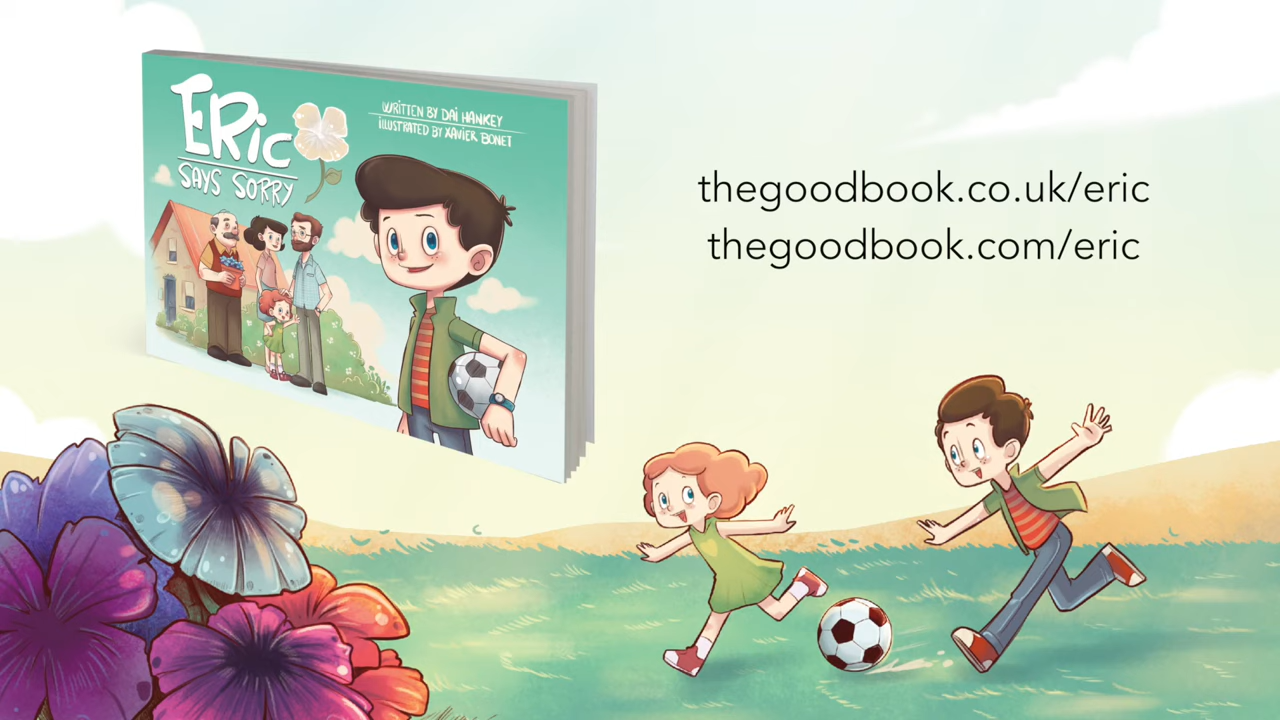 ERic
SAYS SORRY
WRITTEN BY DAI HANKEY
ILLUSTRATED BY XAVIER BONET
thegoodbook.co.uk/eric
thegoodbook.com/eric